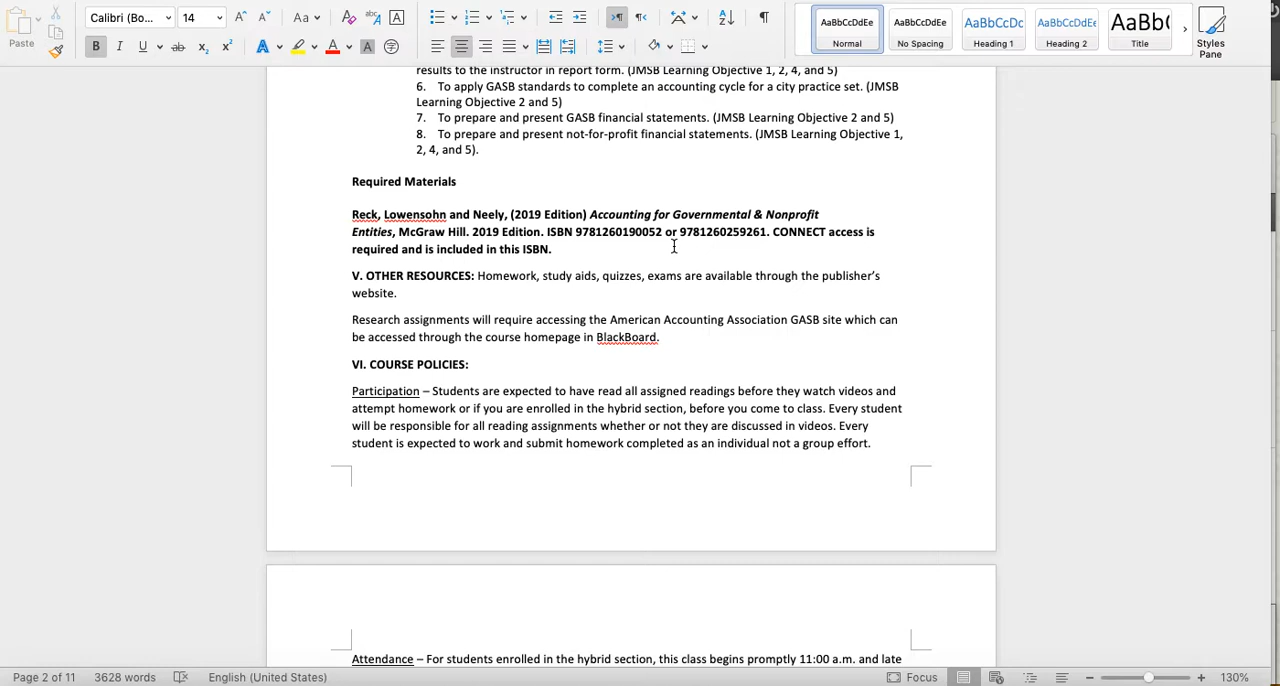 Calibri (Bo...
14
Aa
Paste
B I U ab x₂ x²
A A A
AaBbCcDdEe
Normal
AaBbCcDdEe
No Spacing
AaBbCcDc
Heading 1
AaBbCcDdEe
Heading 2
AaBb(
Title
Styles
Pane
results to the instructor in report form. (JMSB Learning Objective 1, 2, 4, and 5)
6. To apply GASB standards to complete an accounting cycle for a city practice set. (JMSB
Learning Objective 2 and 5)
7. To prepare and present GASB financial statements. (JMSB Learning Objective 2 and 5)
8. To prepare and present not-for-profit financial statements. (JMSB Learning Objective 1,
2, 4, and 5).
Required Materials
Reck, Lowensohn and Neely, (2019 Edition) Accounting for Governmental & Nonprofit
Entities, McGraw Hill. 2019 Edition. ISBN 9781260190052 or 9781260259261. CONNECT access is
required and is included in this ISBN.
V. OTHER RESOURCES: Homework, study aids, quizzes, exams are available through the publisher's
website.
Research assignments will require accessing the American Accounting Association GASB site which can
be accessed through the course homepage in BlackBoard.
VI. COURSE POLICIES:
Participation – Students are expected to have read all assigned readings before they watch videos and
attempt homework or if you are enrolled in the hybrid section, before you come to class. Every student
will be responsible for all reading assignments whether or not they are discussed in videos. Every
student is expected to work and submit homework completed as an individual not a group effort.
Attendance – For students enrolled in the hybrid section, this class begins promptly 11:00 a.m. and late
Page 2 of 11
3628 words
English (United States)
Focus
130%